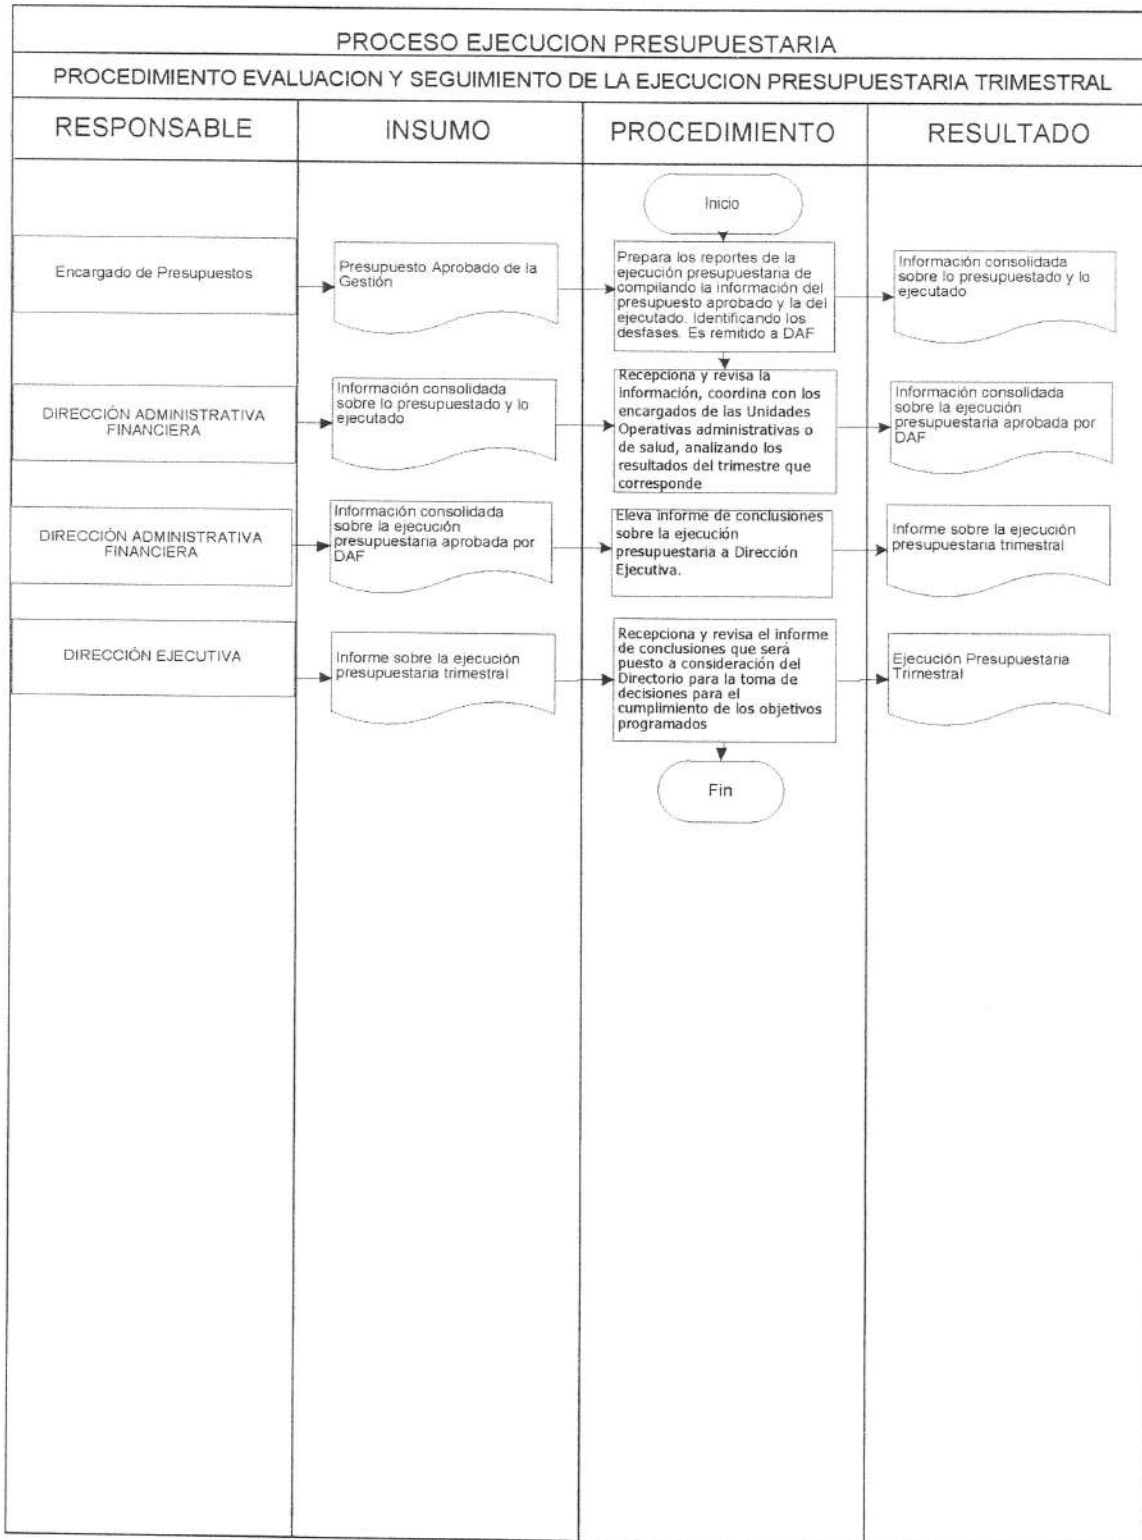 PROCESO EJECUCION PRESUPUESTARIA
PROCEDIMIENTO EVALUACION Y SEGUIMIENTO DE LA EJECUCION PRESUPUESTARIA TRIMESTRAL
RESPONSABLE
INSUMO
PROCEDIMIENTO
RESULTADO
Inicio
Encargado de Presupuestos
Presupuesto Aprobado de la
Gestión
Prepara los reportes de la
ejecución presupuestaria de
compilando la información del
presupuesto aprobado y la del
ejecutado. Identificando los
desfases. Es remitido a DAF
Información consolidada
sobre lo presupuestado y lo
ejecutado
DIRECCIÓN ADMINISTRATIVA
FINANCIERA
Información consolidada
sobre lo presupuestado y lo
ejecutado
Recepciona y revisa la
información, coordina con los
encargados de las Unidades
Operativas administrativas o
de salud, analizando los
resultados del trimestre que
corresponde
Información consolidada
sobre la ejecución
presupuestaria aprobada por
DAF
DIRECCIÓN ADMINISTRATIVA
FINANCIERA
Información consolidada
sobre la ejecución
presupuestaria aprobada por
DAF
Eleva informe de conclusiones
sobre la ejecución
presupuestaria a Dirección
Ejecutiva.
Informe sobre la ejecución
presupuestaria trimestral
DIRECCIÓN EJECUTIVA
Informe sobre la ejecución
presupuestaria trimestral
Recepciona y revisa el informe
de conclusiones que será
puesto a consideración del
Directorio para la toma de
decisiones para el
cumplimiento de los objetivos
programados
Ejecución Presupuestaria
Trimestral
Fin